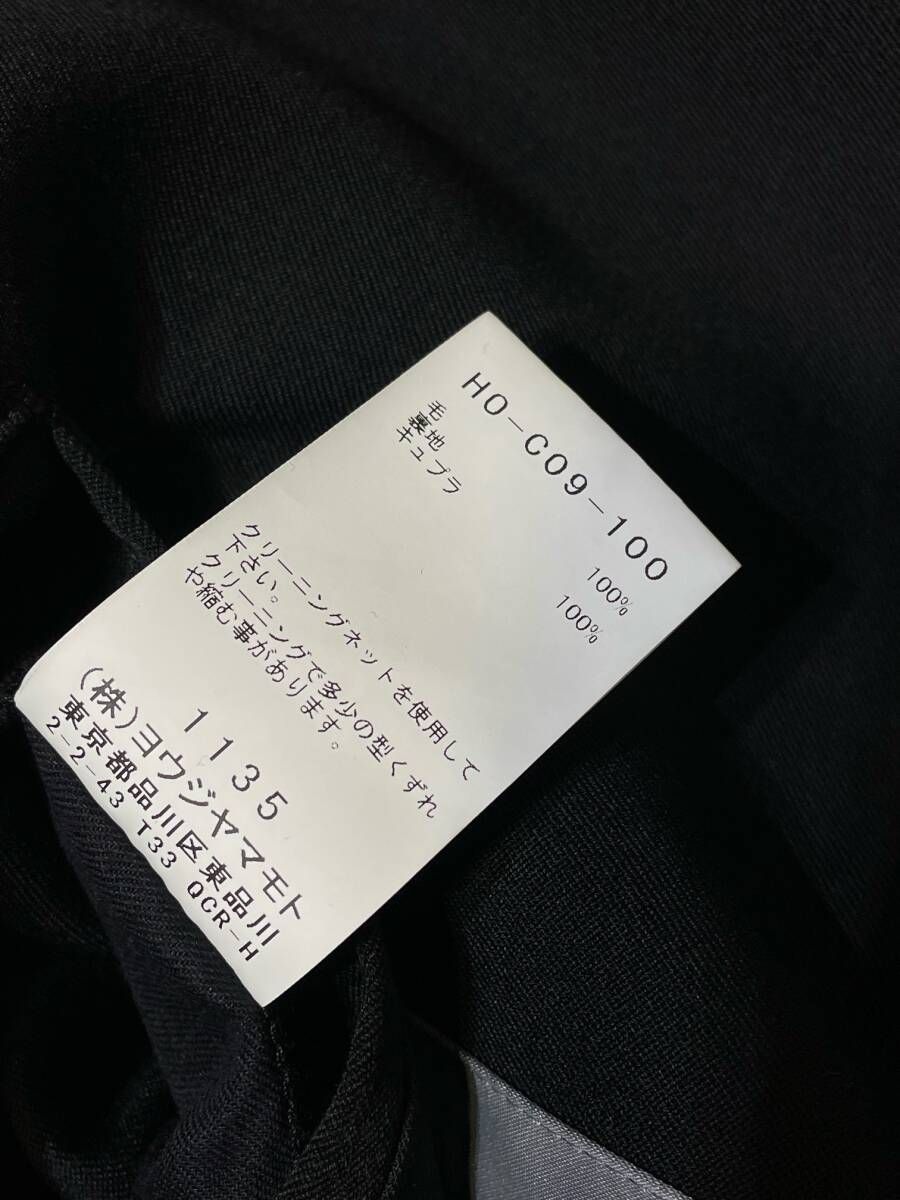 HO-C09-100
毛 100%
裏地
キュプラ 100%
クリーニングネットを使用して
下さい。
クリーニングで多少の型くずれ
や縮む事があります。
1135
(株)ヨウジヤマモト
東京都品川区東品川
2-2-43 T33 QCR-H